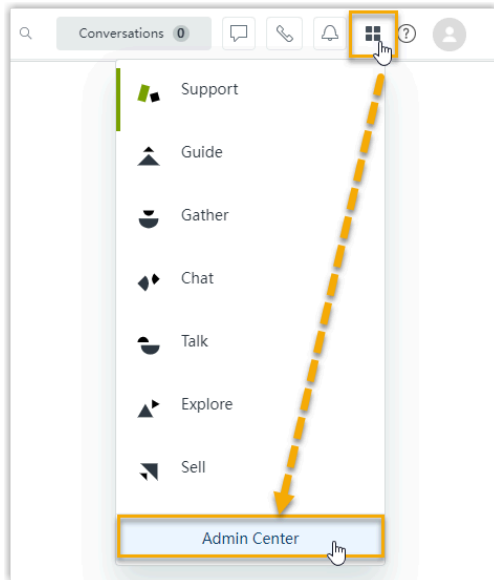 Conversations 0
Support
Guide
Gather
Chat
Talk
Explore
Sell
Admin Center